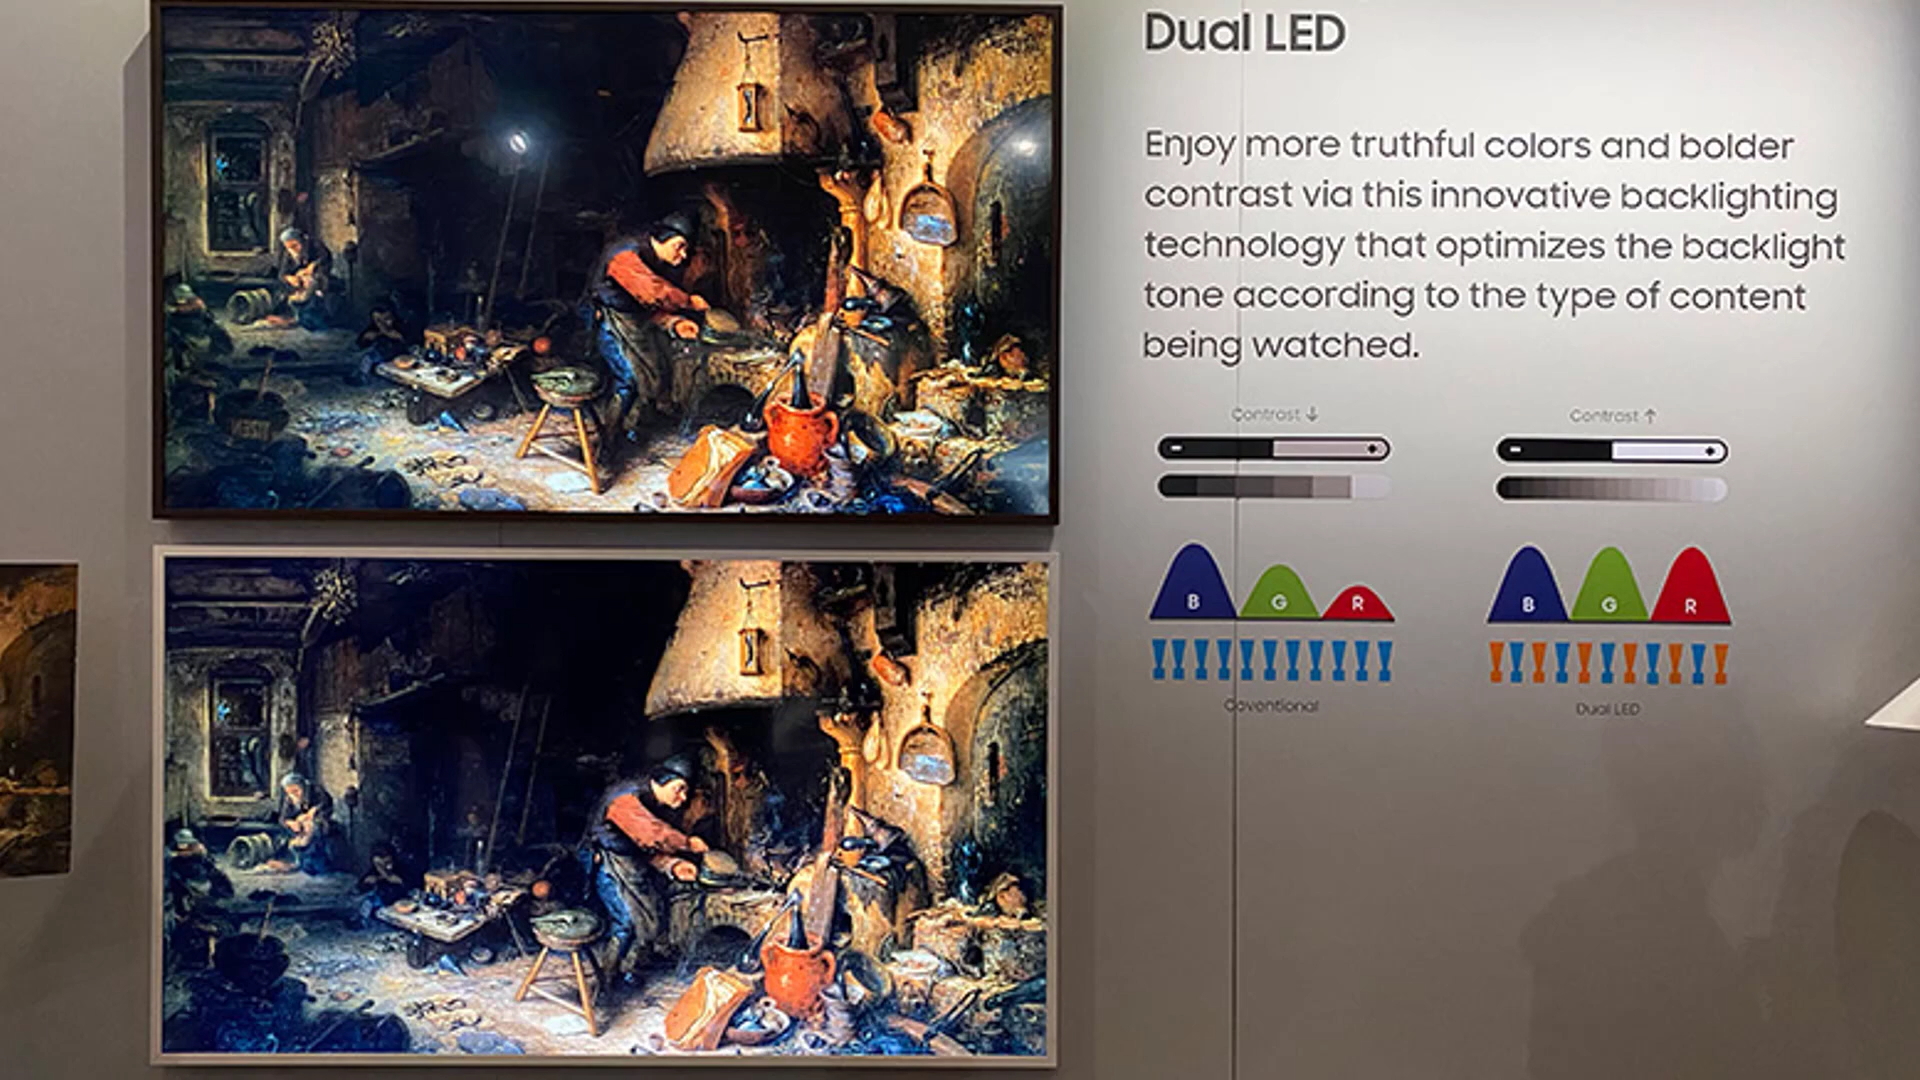 Dual LED
Enjoy more truthful colors and bolder
contrast via this innovative backlighting
technology that optimizes the backlight
tone according to the type of content
being watched.
Contrast ↓
Contrast ↑
B G R
B G R
Coventional
Dual LED